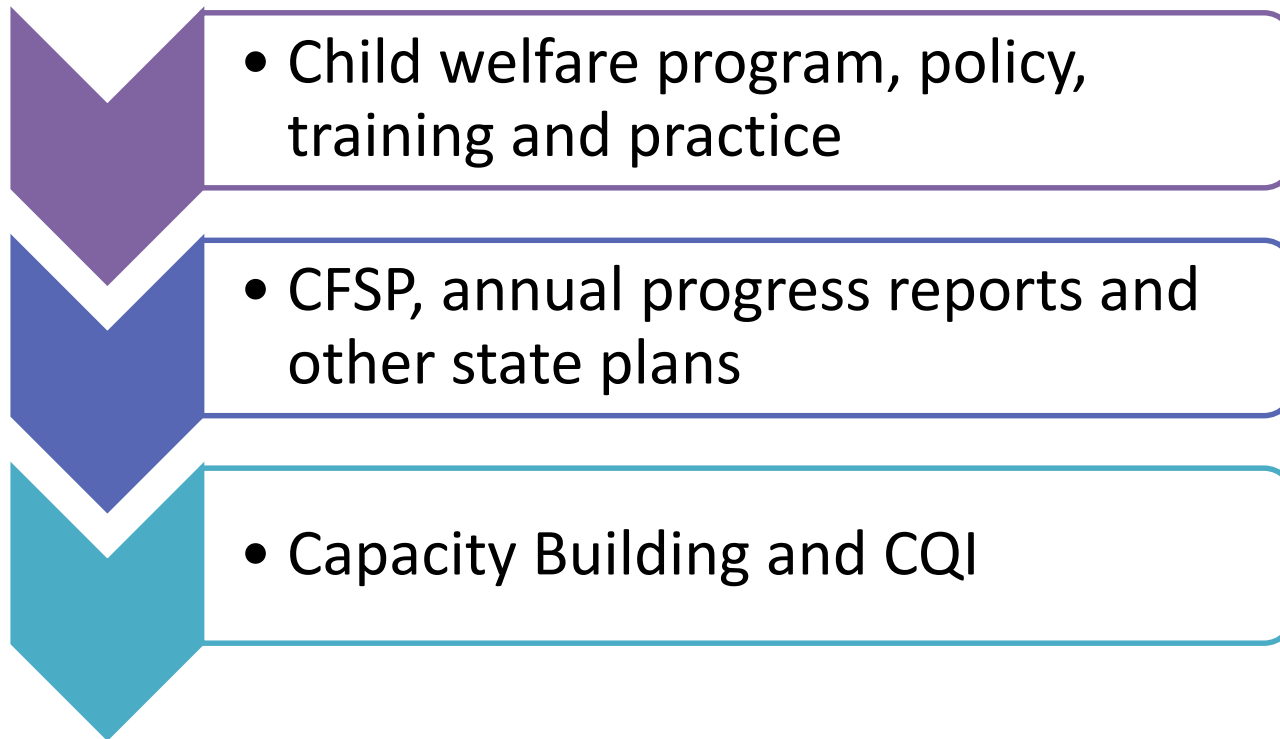 • Child welfare program, policy,
training and practice
• CFSP, annual progress reports and
other state plans
• Capacity Building and CQI